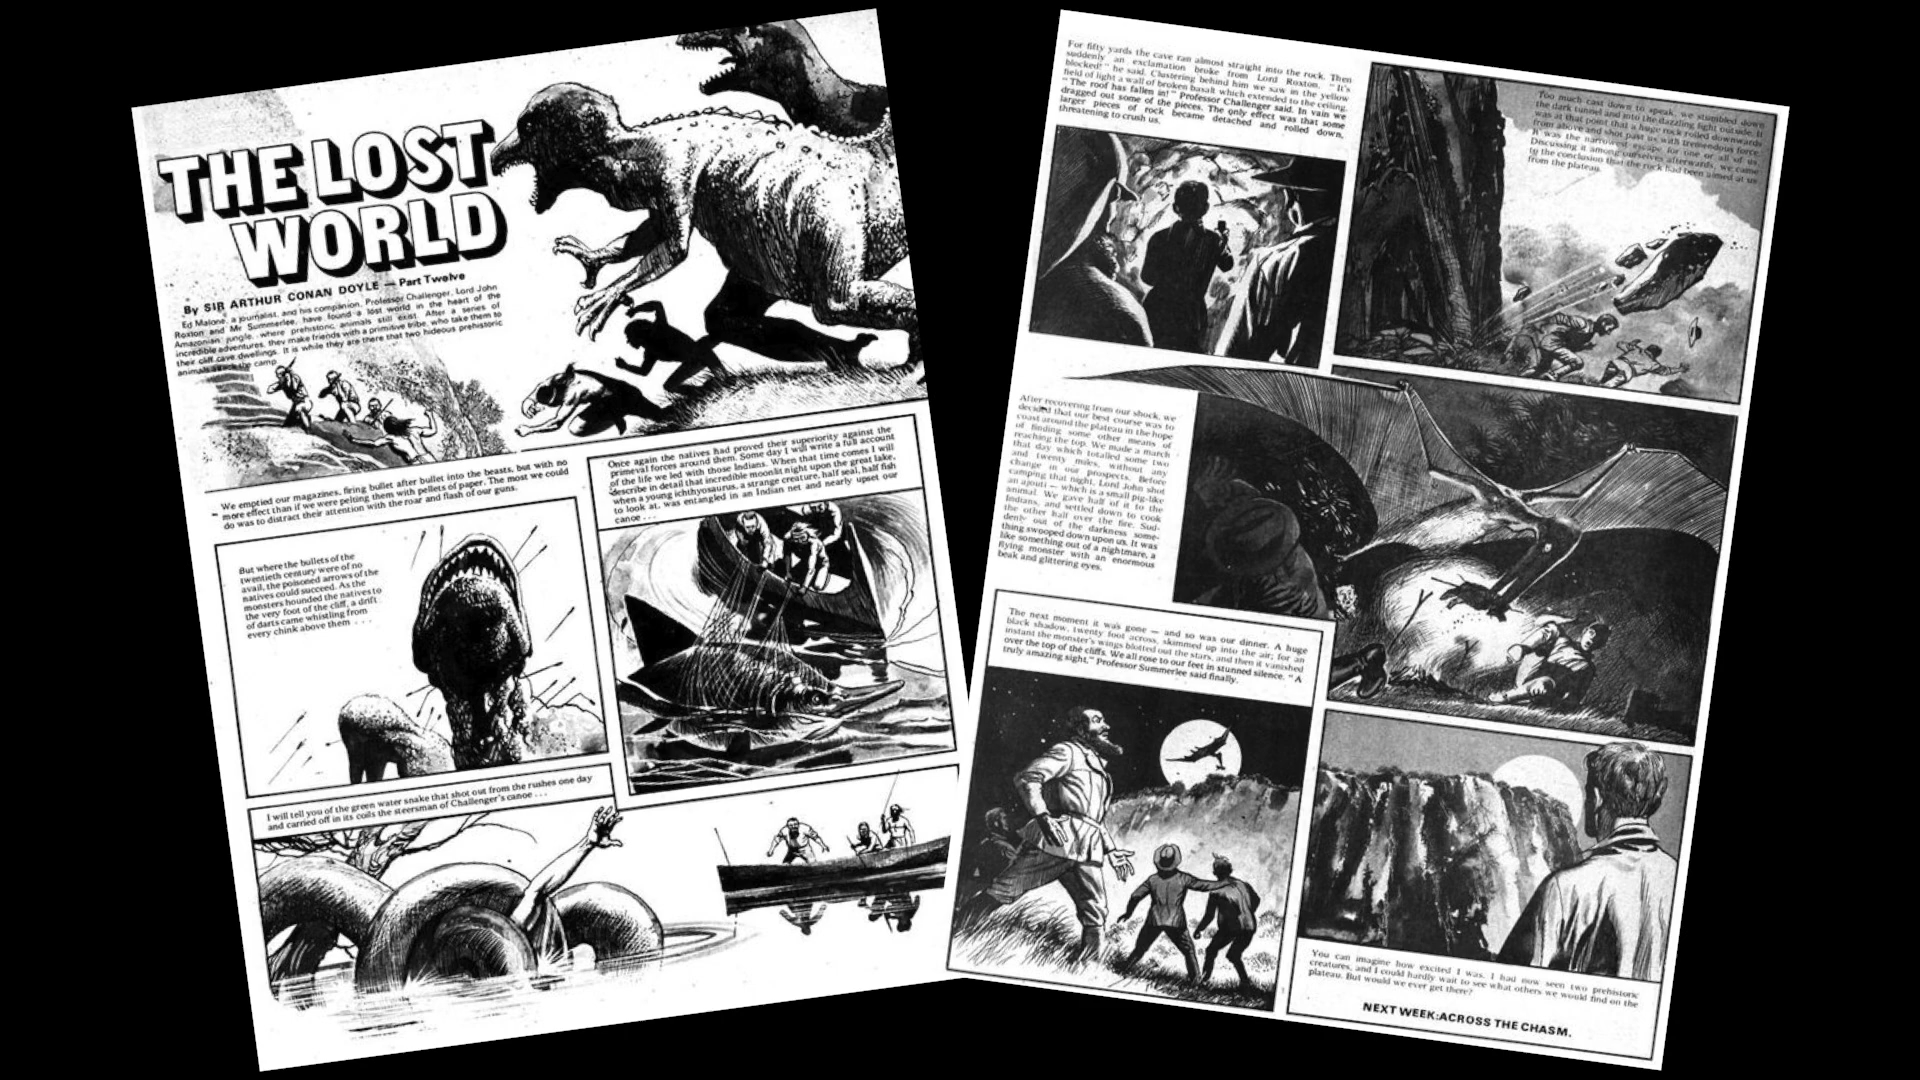 THE LOST
WORLD
By SIR ARTHUR CONAN DOYLE — Part Twelve
Ed Malone, a journalist, and his companion, Professor Challenger, Lord John
Roxton and Mr Summerlee, have found a lost world in the heart of the
Amazonian jungle, where prehistoric animals still exist. After a series of
incredible adventures, they make friends with a primitive tribe, who take them to
their cliff cave dwellings. It is while they are there that two hideous prehistoric
animals the camp
We emptied our magazines, firing bullet after bullet into the beasts, but with no
more effect than if we were pelting them with pellets of paper. The most we could
do was to distract their attention with the roar and flash of our guns.
But where the bullets of the
twentieth century were of no
avail, the poisoned arrows of the
natives could succeed. As the
monsters hounded the natives to
the very foot of the cliff, a drift
of darts came whistling from
every chink above them . . .
Once again the natives had proved their superiority against the
primeval forces around them. Some day I will write a full account
of the life we led with those Indians. When that time comes I will
describe in detail that incredible moonlit night upon the great lake,
when a young ichthyosaurus, a strange creature, half seal, half fish
to look at, was entangled in an Indian net and nearly upset our
canoe . . .
I will tell you of the green water snake that shot out from the rushes one day
and carried off in its coils the steersman of Challenger's canoe . . .
For fifty yards the cave ran almost straight into the rock. Then
suddenly an exclamation broke from Lord Roxton. "It's
blocked!" he said. Clustering behind him we saw in the yellow
field of light a wall of broken basalt which extended to the ceiling.
"The roof has fallen in!" Professor Challenger said. In vain we
dragged out some of the pieces. The only effect was that some
larger pieces of rock became detached and rolled down,
threatening to crush us.
Too much cast down to speak, we stumbled down
the dark tunnel and into the dazzling light outside. It
was at that point that a huge rock rolled downwards
from above and shot past us with tremendous force.
It was the narrowest escape for one or all of us.
Discussing it among ourselves afterwards, we came
to the conclusion that the rock had been aimed at us
from the plateau.
After recovering from our shock, we
decided that our best course was to
coast around the plateau in the hope
of finding some other means of
reaching the top. We made a march
that day which totalled some two
and twenty miles, without any
change in our prospects. Before
camping that night, Lord John shot
an ajouti — which is a small pig-like
animal. We gave half of it to the
Indians, and settled down to cook
the other half over the fire. Sud-
denly out of the darkness some-
thing swooped down upon us. It was
like something out of a nightmare, a
flying monster with an enormous
beak and glittering eyes.
The next moment it was gone — and so was our dinner. A huge
black shadow, twenty foot across, skimmed up into the air; for an
instant the monster's wings blotted out the stars, and then it vanished
over the top of the cliffs. We all rose to our feet in stunned silence. "A
truly amazing sight," Professor Summerlee said finally.
You can imagine how excited I was. I had now seen two prehistoric
creatures, and I could hardly wait to see what others we would find on the
plateau. But would we ever get there?
NEXT WEEK: ACROSS THE CHASM.